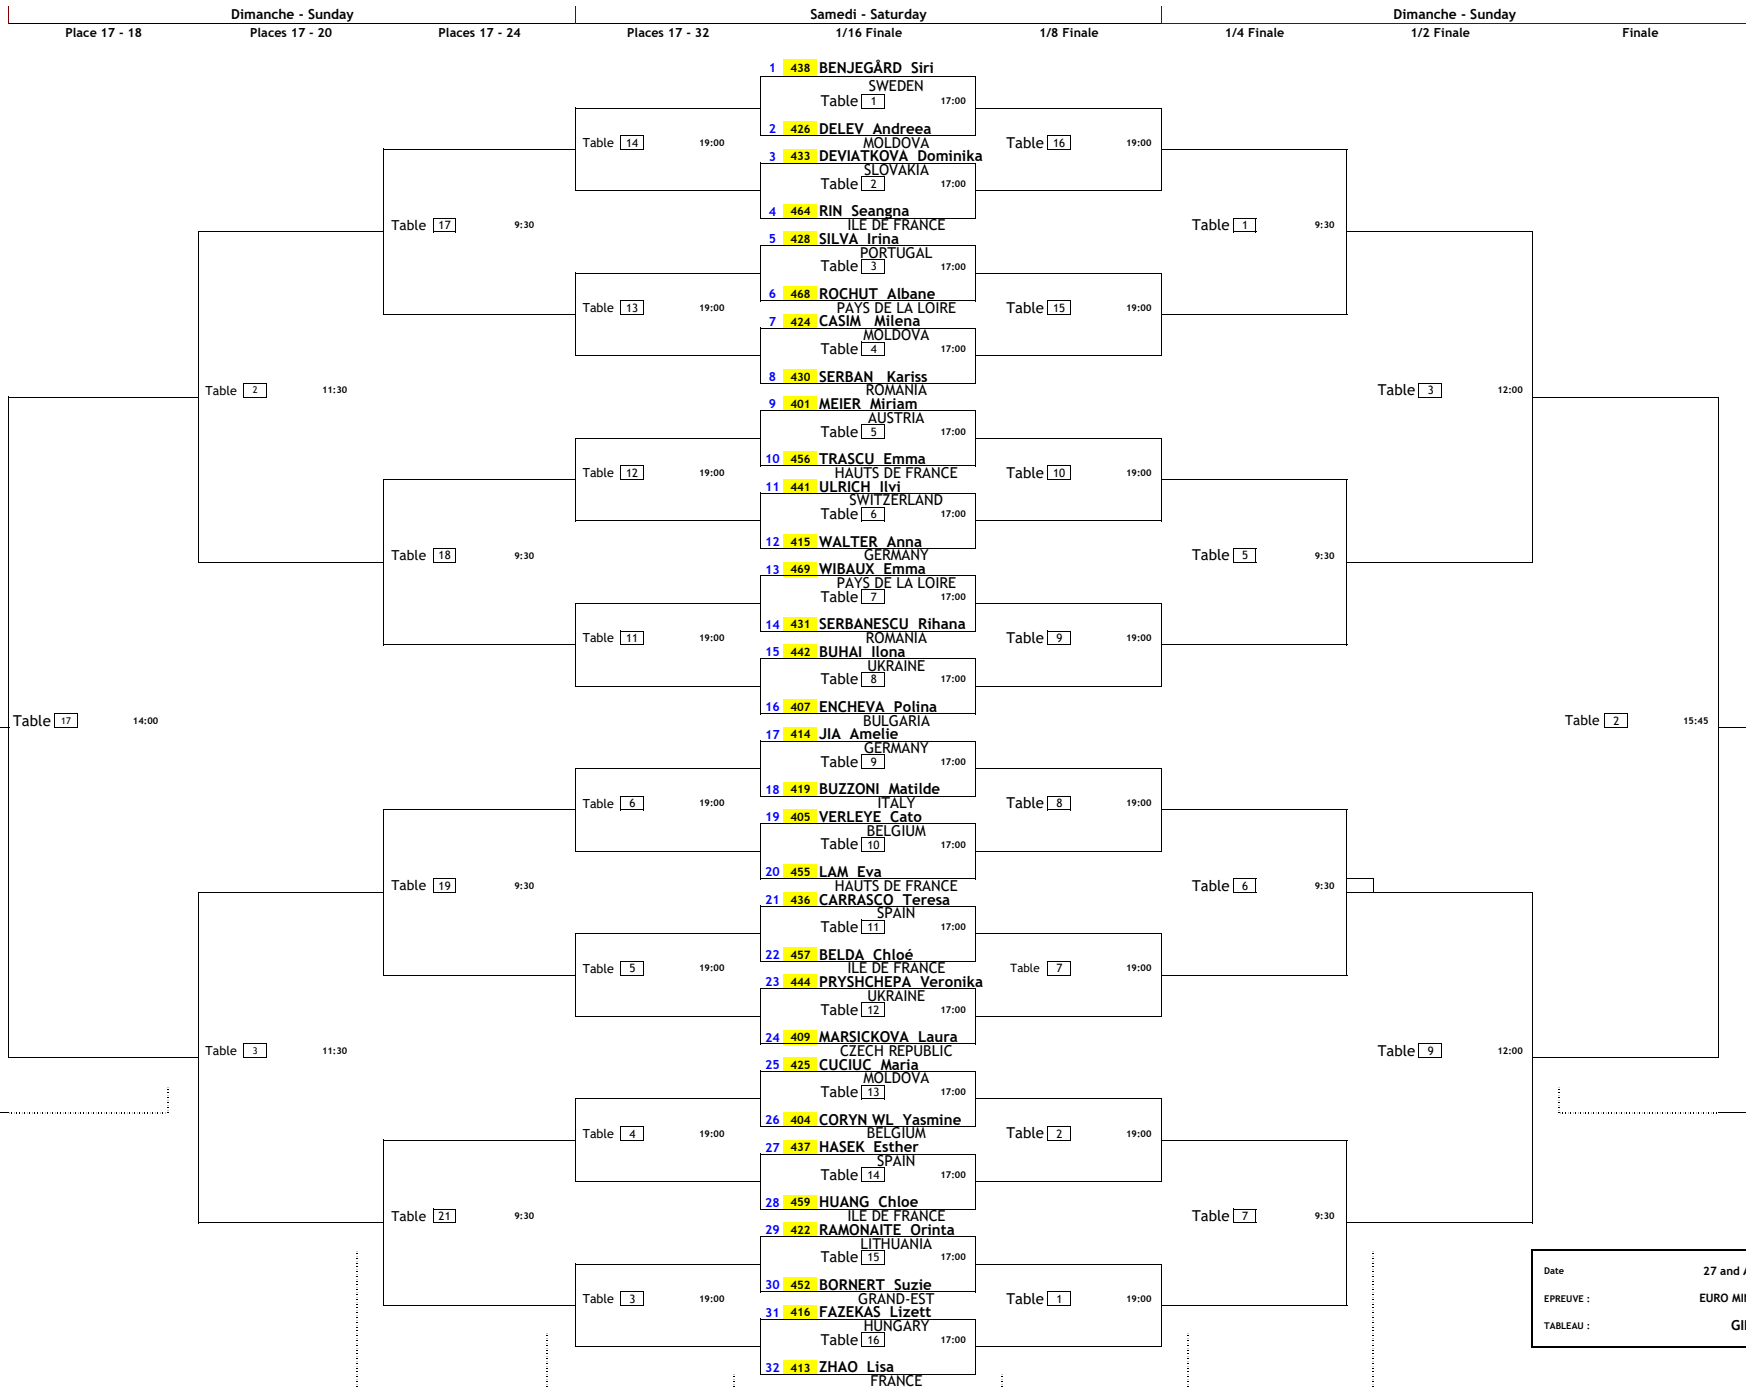 Dimanche - Sunday Samedi - Saturday Dimanche - Sunday
Place 17 - 18 Places 17 - 20 Places 17 - 24 Places 17 - 32 1/16 Finale 1/8 Finale 1/4 Finale 1/2 Finale Finale
1 438 BENJEGÅRD Siri
SWEDEN
Table 1 17:00
2 426 DELEV Andreea
Table 14 19:00 MOLDOVA Table 16 19:00
3 433 DEVIATKOVA Dominika
SLOVAKIA
Table 2 17:00
4 464 RIN Seangna
Table 17 9:30 ILE DE FRANCE Table 1 9:30
5 428 SILVA Irina
PORTUGAL
Table 3 17:00
6 468 ROCHUT Albane
Table 13 19:00 PAYS DE LA LOIRE Table 15 19:00
7 424 CASIM Milena
MOLDOVA
Table 4 17:00
8 430 SERBAN Kariss
Table 2 11:30 ROMANIA Table 3 12:00
9 401 MEIER Miriam
AUSTRIA
Table 5 17:00
10 456 TRASCU Emma
Table 12 19:00 HAUTS DE FRANCE Table 10 19:00
11 441 ULRICH Ilvi
SWITZERLAND
Table 6 17:00
12 415 WALTER Anna
Table 18 9:30 GERMANY Table 5 9:30
13 469 WIBAUX Emma
PAYS DE LA LOIRE
Table 7 17:00
14 431 SERBANESCU Rihana
Table 11 19:00 ROMANIA Table 9 19:00
15 442 BUHAI Ilona
UKRAINE
Table 8 17:00
16 407 ENCHEVA Polina
Table 17 14:00 BULGARIA Table 2 15:45
17 414 JIA Amelie
GERMANY
Table 9 17:00
18 419 BUZZONI Matilde
Table 6 19:00 ITALY Table 8 19:00
19 405 VERLEYE Cato
BELGIUM
Table 10 17:00
20 455 LAM Eva
Table 19 9:30 HAUTS DE FRANCE Table 6 9:30
21 436 CARRASCO Teresa
SPAIN
Table 11 17:00
22 457 BELDA Chloé
Table 5 19:00 ILE DE FRANCE Table 7 19:00
23 444 PRYSHCHEPA Veronika
UKRAINE
Table 12 17:00
24 409 MARSICKOVA Laura
Table 3 11:30 CZECH REPUBLIC Table 9 12:00
25 425 CUCIUC Maria
MOLDOVA
Table 13 17:00
26 404 CORYN WL Yasmine
Table 4 19:00 BELGIUM Table 2 19:00
27 437 HASEK Esther
SPAIN
Table 14 17:00
28 459 HUANG Chloe
Table 21 9:30 ILE DE FRANCE Table 7 9:30
29 422 RAMONAITE Orinta
LITHUANIA
Table 15 17:00
30 452 BORNERT Suzie
Table 3 19:00 GRAND-EST Table 1 19:00
31 416 FAZEKAS Lizett
HUNGARY
Table 16 17:00
32 413 ZHAO Lisa
FRANCE
Date 27 and
EPREUVE : EURO
TABLEAU :